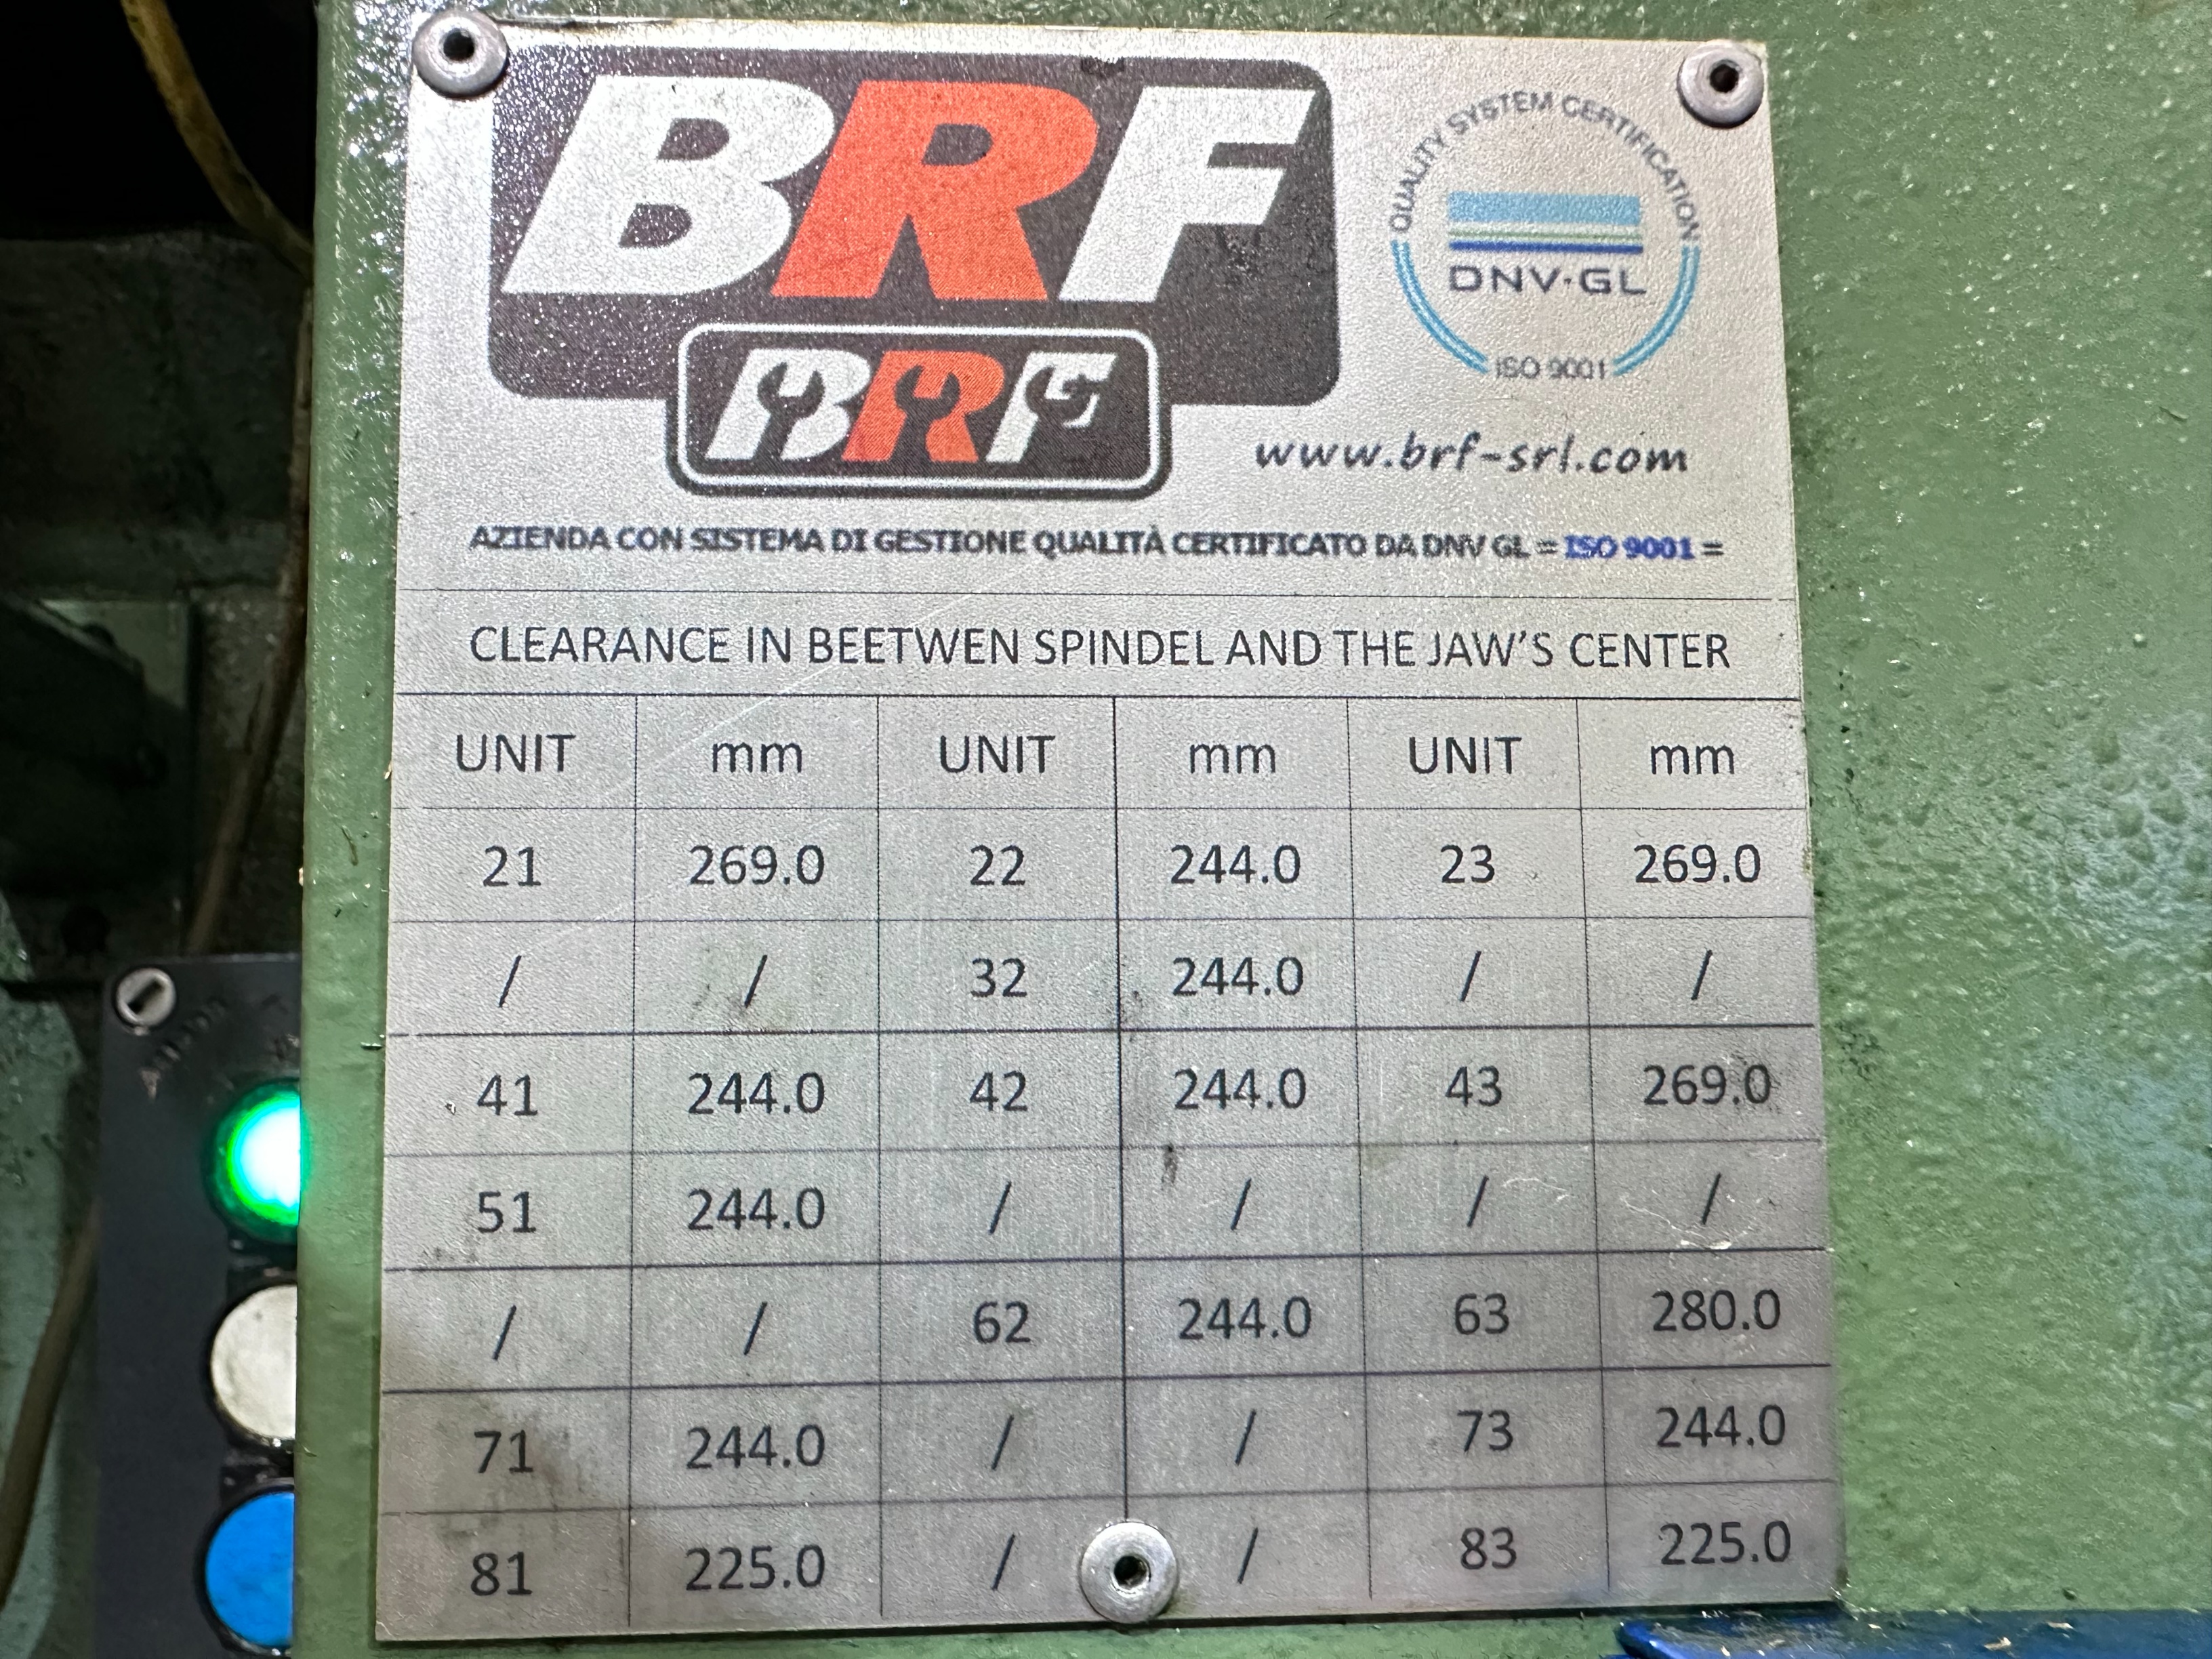 BRF
BRF
QUALITY SYSTEM CERTIFICATION
DNV·GL
ISO 9001
www.brf-srl.com
AZIENDA CON SISTEMA DI GESTIONE QUALITÀ CERTIFICATO DA DNV GL = ISO 9001 =
CLEARANCE IN BEETWEN SPINDEL AND THE JAW'S CENTER
UNIT mm UNIT mm UNIT mm
21 269.0 22 244.0 23 269.0
/ / 32 244.0 / /
41 244.0 42 244.0 43 269.0
51 244.0 / / / /
/ / 62 244.0 63 280.0
71 244.0 / / 73 244.0
81 225.0 / / 83 225.0